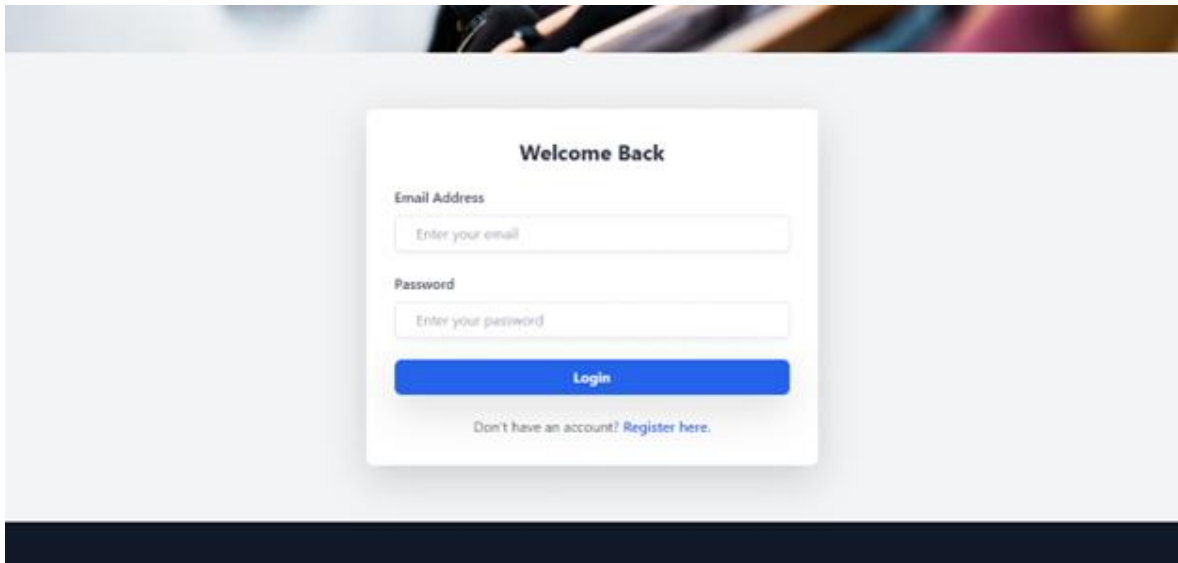 Welcome Back
Email Address
Enter your email
Password
Enter your password
Login
Don't have an account? Register here.